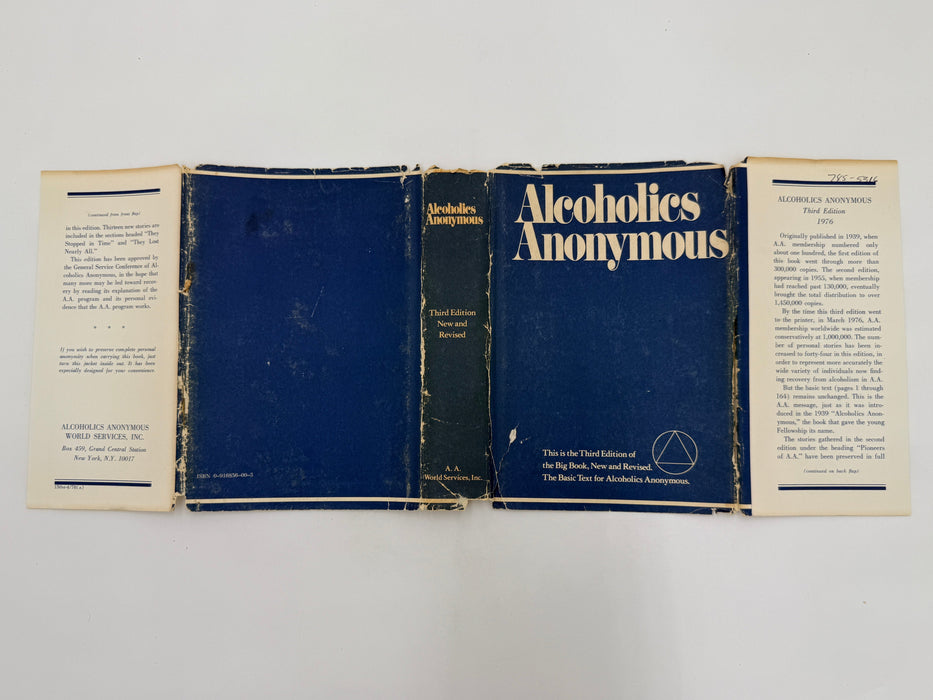 (continued from front flap)
in this edition. Thirteen new stories are
included in the sections headed "They
Stopped in Time" and "They Lost
Nearly All."
This edition has been approved by
the General Service Conference of Al-
coholics Anonymous, in the hope that
many more may be led toward recov-
ery by reading its explanation of the
A.A. program and its personal evi-
dence that the A.A. program works.
* * *
If you wish to preserve complete personal
anonymity when carrying this book, just
turn this jacket inside out. It has been
especially designed for your convenience.
ALCOHOLICS ANONYMOUS
WORLD SERVICES, INC.
Box 459, Grand Central Station
New York, N.Y. 10017
ISBN 0-916856-00-3
Alcoholics
Anonymous
Third Edition
New and
Revised
A. A.
World Services, Inc.
Alcoholics
Anonymous
This is the Third Edition of
the Big Book, New and Revised.
The Basic Text for Alcoholics Anonymous.
ALCOHOLICS ANONYMOUS
Third Edition
1976
Originally published in 1939, when
A.A. membership numbered only
about one hundred, the first edition of
this book went through more than
300,000 copies. The second edition,
appearing in 1955, when membership
had reached past 130,000, eventually
brought the total distribution to over
1,450,000 copies.
By the time this third edition went
to the printer, in March 1976, A.A.
membership worldwide was estimated
conservatively at 1,000,000. The num-
ber of personal stories has been in-
creased to forty-four in this edition, in
order to represent more accurately the
wide variety of individuals now find-
ing recovery from alcoholism in A.A.
But the basic text (pages 1 through
164) remains unchanged. This is the
A.A. message, just as it was intro-
duced in the 1939 "Alcoholics Anon-
ymous," the book that gave the young
Fellowship its name.
The stories gathered in the second
edition under the heading "Pioneers
of A.A." have been preserved in full
(continued on back flap)